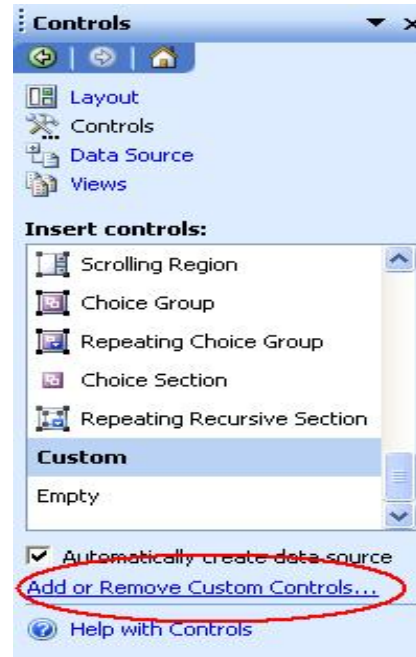 Controls
Layout
Controls
Data Source
Views
Insert controls:
Scrolling Region
Choice Group
Repeating Choice Group
Choice Section
Repeating Recursive Section
Custom
Empty
Automatically create data source
Add or Remove Custom Controls...
Help with Controls